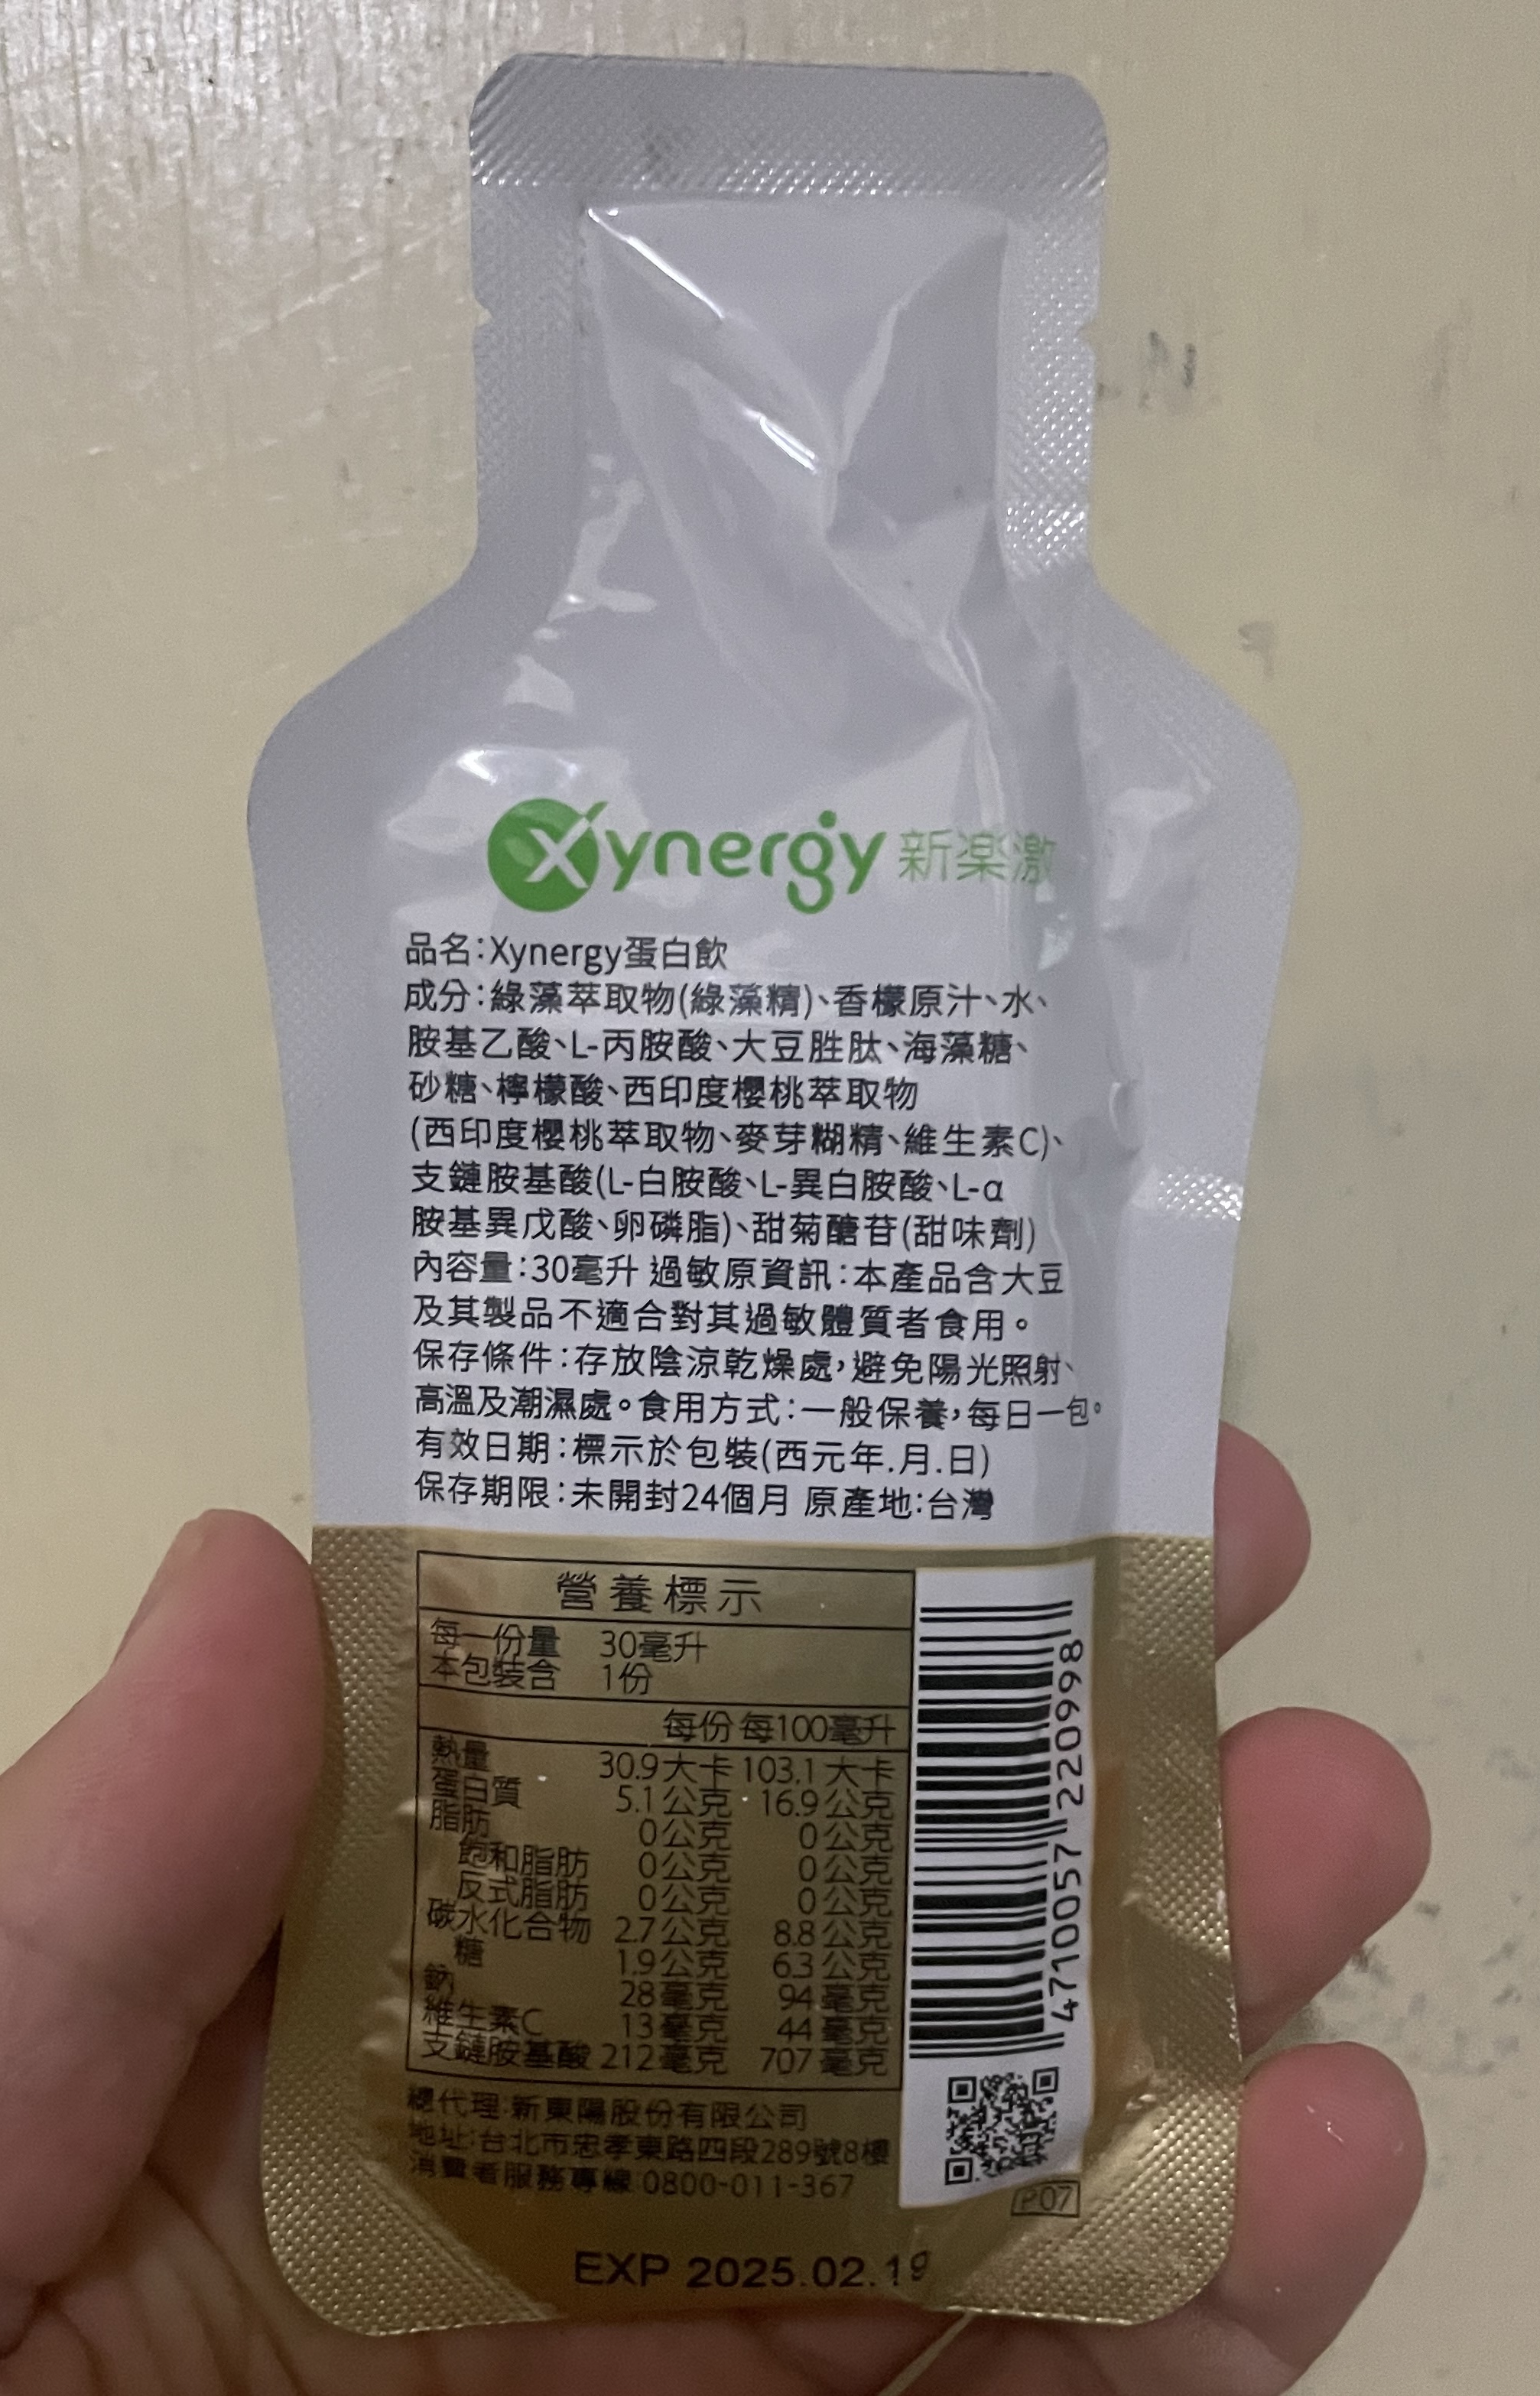 Xynergy 新楽激
品名:Xynergy蛋白飲
成分:綠藻萃取物(綠藻精)、香檬原汁、水、
胺基乙酸、L-丙胺酸、大豆胜肽、海藻糖、
砂糖、檸檬酸、西印度櫻桃萃取物
(西印度櫻桃萃取物、麥芽糊精、維生素C)、
支鏈胺基酸(L-白胺酸、L-異白胺酸、L-α
胺基異戊酸、卵磷脂)、甜菊醣苷(甜味劑)
內容量:30毫升 過敏原資訊:本產品含大豆
及其製品不適合對其過敏體質者食用。
保存條件:存放陰涼乾燥處,避免陽光照射、
高溫及潮濕處。食用方式:一般保養,每日一包。
有效日期:標示於包裝(西元年.月.日)
保存期限:未開封24個月 原產地:台灣
營養標示
每一份量 30毫升
本包裝含 1份
每份 每100毫升
熱量 30.9大卡 103.1大卡
蛋白質 5.1公克 16.9公克
脂肪 0公克 0公克
飽和脂肪 0公克 0公克
反式脂肪 0公克 0公克
碳水化合物 2.7公克 8.8公克
糖 1.9公克 6.3公克
鈉 28毫克 94毫克
維生素C 13毫克 44毫克
支鏈胺基酸 212毫克 707毫克
總代理:新東陽股份有限公司
地址:台北市忠孝東路四段289號8樓
消費者服務專線:0800-011-367
4710057 220998
P07
EXP 2025.02.19